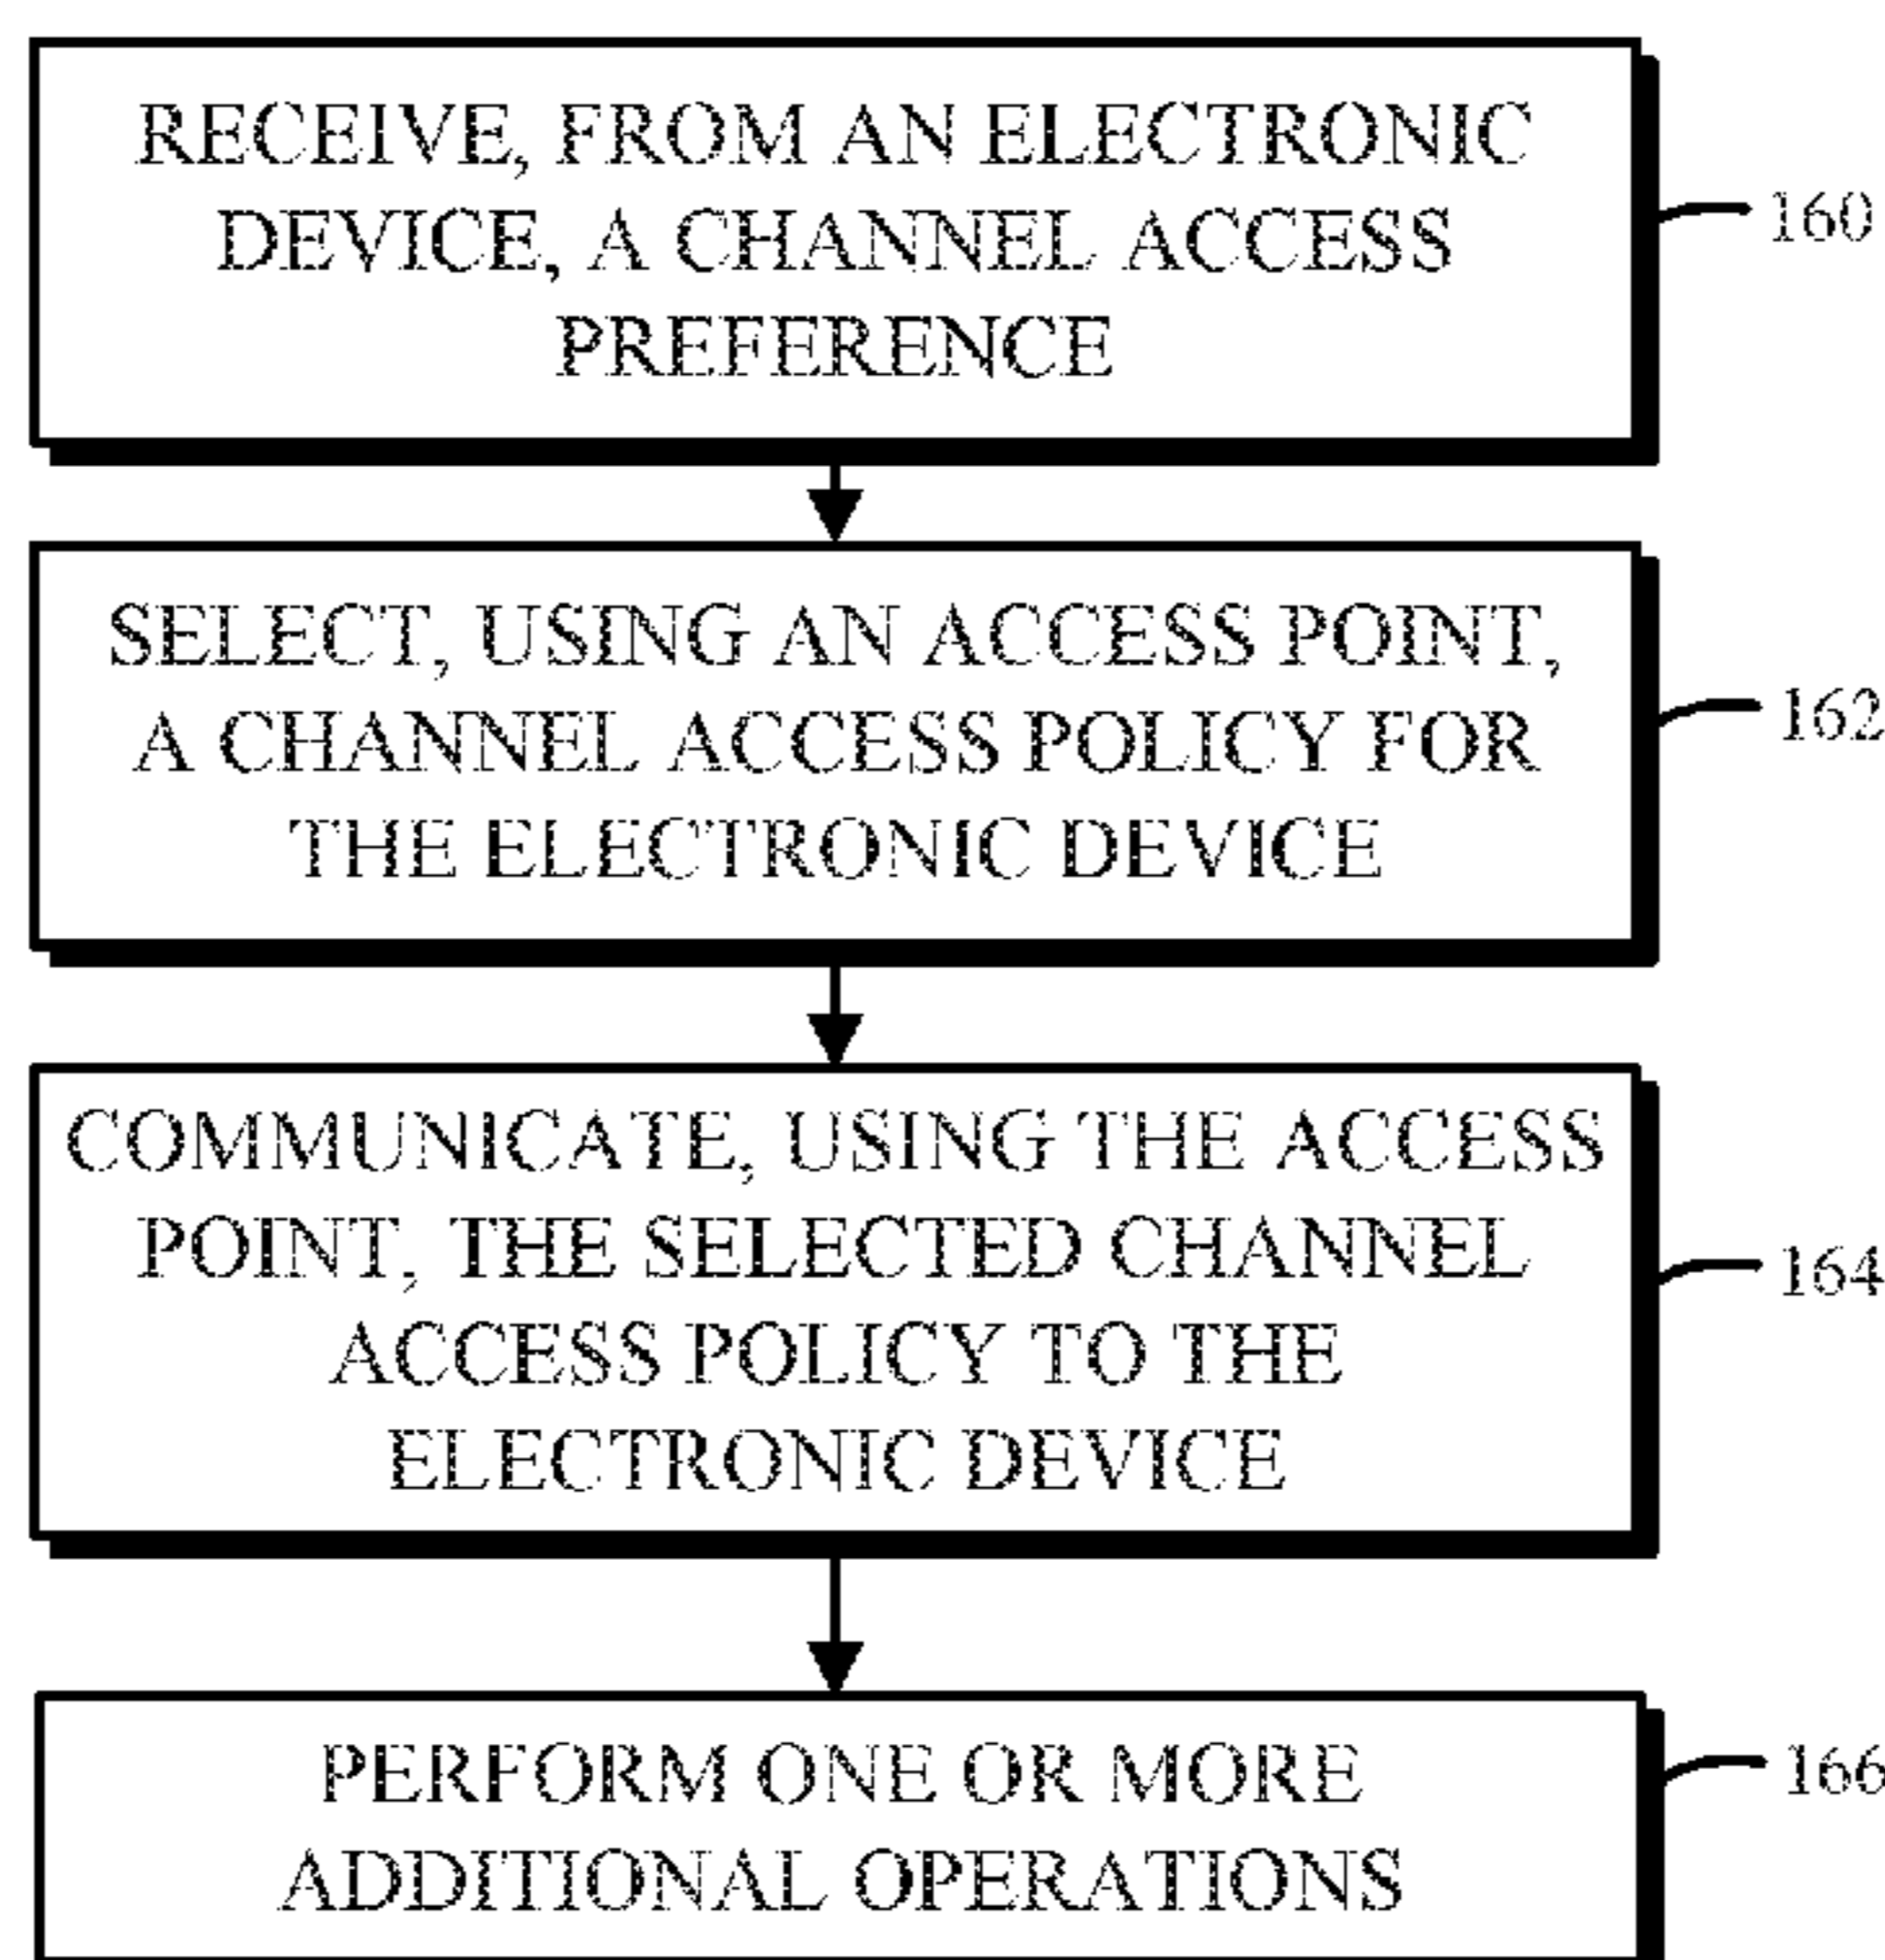 RECEIVE, FROM AN ELECTRONIC
DEVICE, A CHANNEL ACCESS
PREFERENCE
160
SELECT, USING AN ACCESS POINT,
A CHANNEL ACCESS POLICY FOR
THE ELECTRONIC DEVICE
162
COMMUNICATE, USING THE ACCESS
POINT, THE SELECTED CHANNEL
ACCESS POLICY TO THE
ELECTRONIC DEVICE
164
PERFORM ONE OR MORE
ADDITIONAL OPERATIONS
166